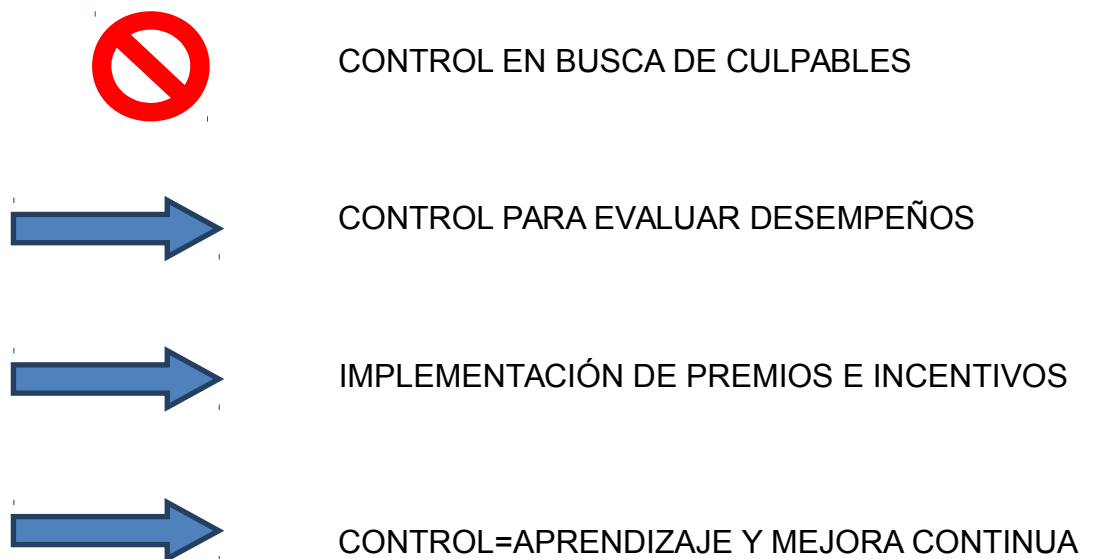 CONTROL EN BUSCA DE CULPABLES
CONTROL PARA EVALUAR DESEMPEÑOS
IMPLEMENTACIÓN DE PREMIOS E INCENTIVOS
CONTROL=APRENDIZAJE Y MEJORA CONTINUA